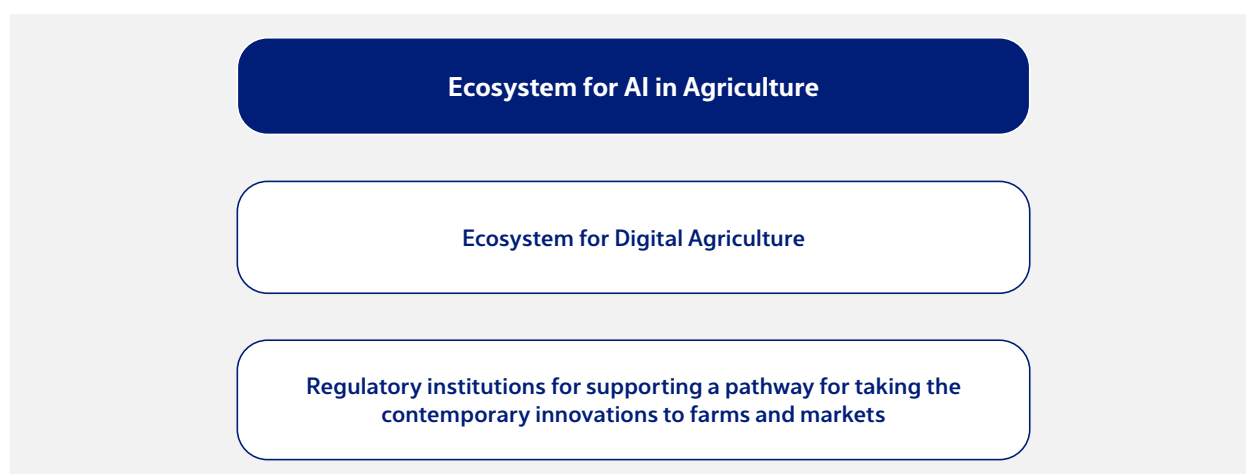 Ecosystem for AI in Agriculture
Ecosystem for Digital Agriculture
Regulatory institutions for supporting a pathway for taking the
contemporary innovations to farms and markets